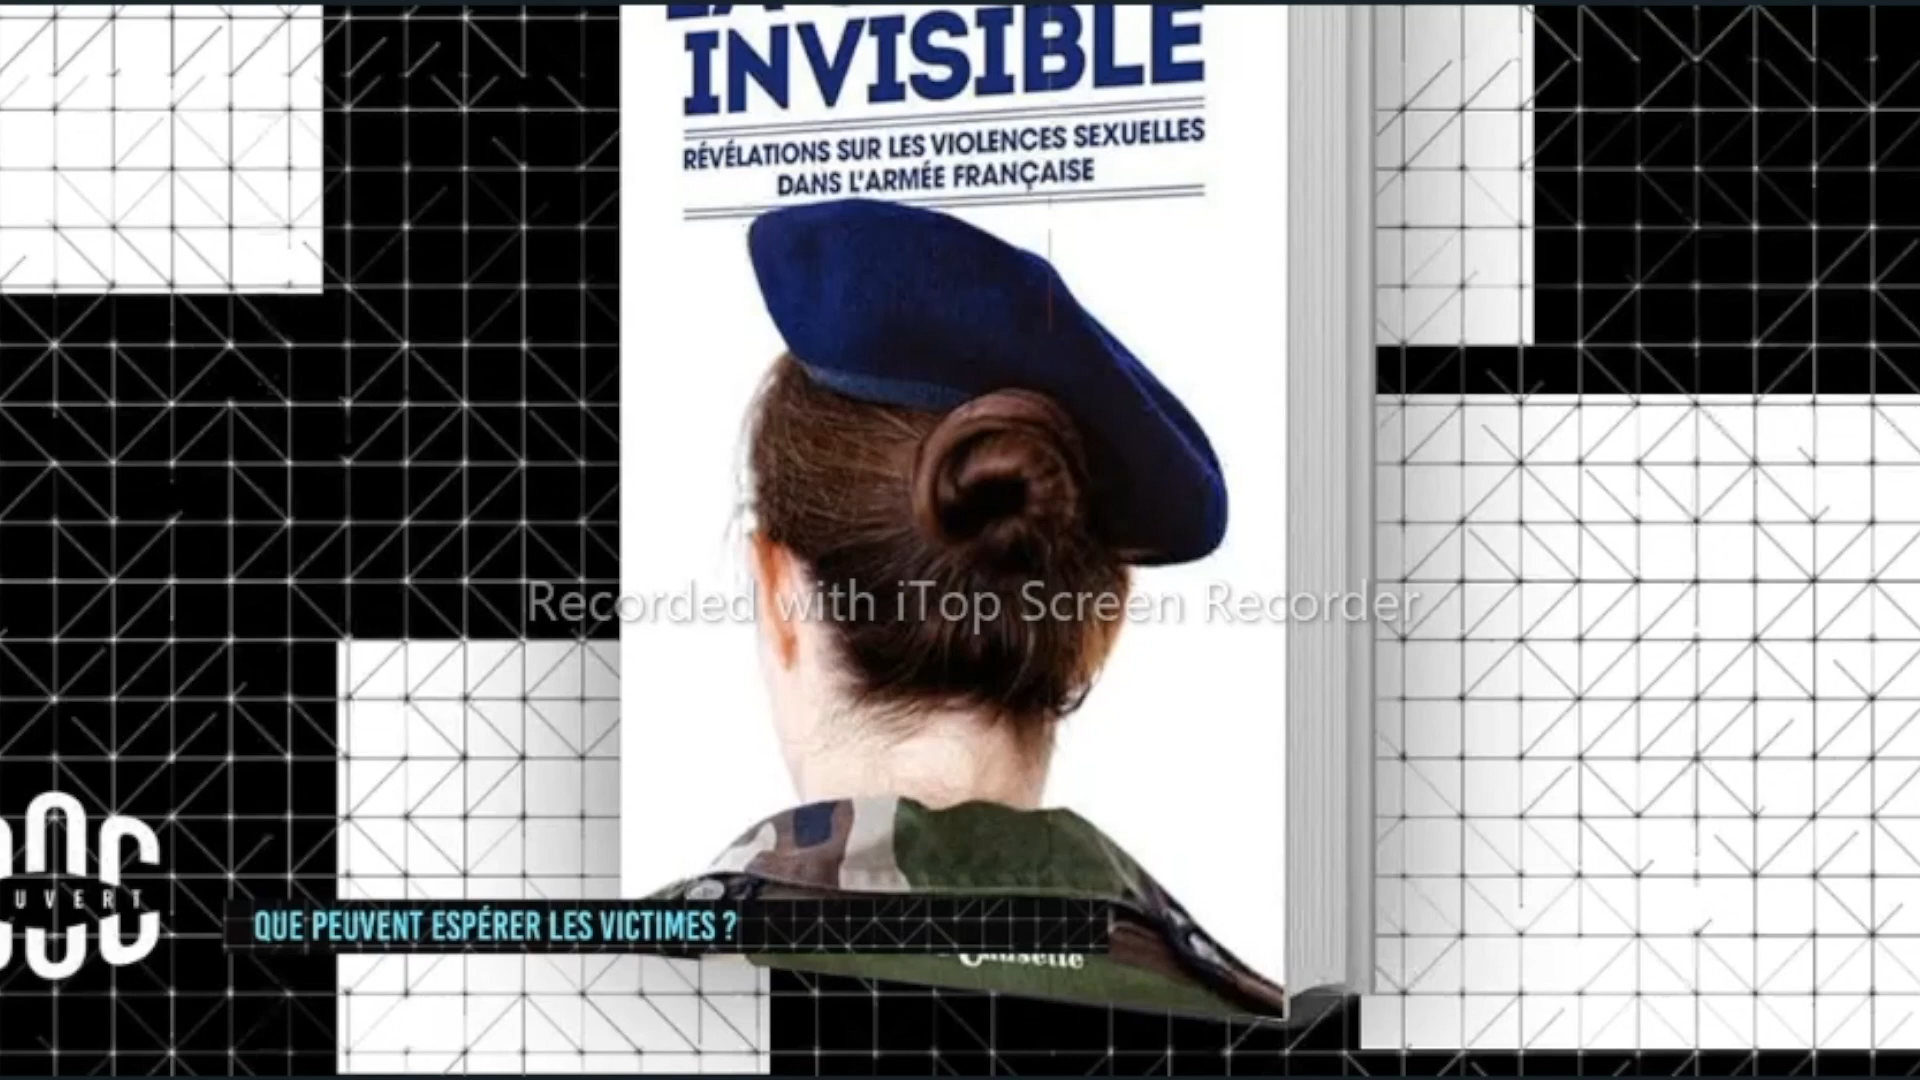 INVISIBLE
RÉVÉLATIONS SUR LES VIOLENCES SEXUELLES
DANS L'ARMÉE FRANÇAISE
Recorded with iTop Screen Recorder
UVERT
QUE PEUVENT ESPÉRER LES VICTIMES ?
Causette